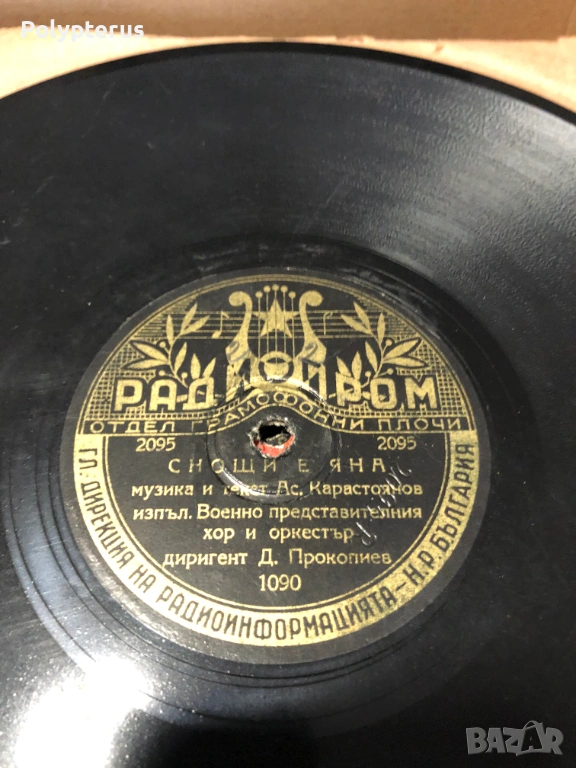 Polypterus
РАДИОПРОМ
ОТДЕЛ ГРАМОФОННИ ПЛОЧИ
2095 2095
СНОЩИ Е ЯНА
музика и текст Ас. Карастоянов
изпъл. Военно представителния
хор и оркестър
диригент Д. Прокопиев
1090
ГЛ. ДИРЕКЦИЯ НА РАДИОИНФОРМАЦИЯТА – Н.Р. БЪЛГАРИЯ
BAZAR